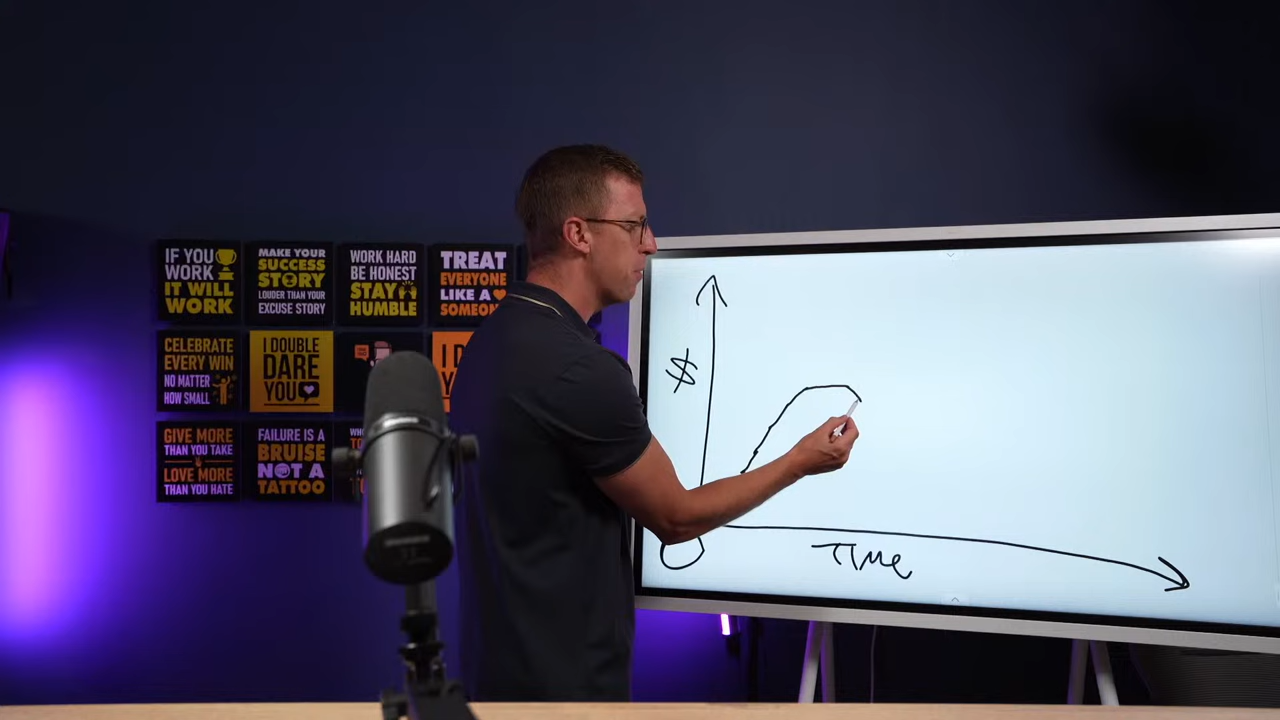 IF YOU
WORK
IT WILL
WORK
MAKE YOUR
SUCCESS
STORY
LOUDER THAN YOUR
EXCUSE STORY
WORK HARD
BE HONEST
STAY
HUMBLE
TREAT
EVERYONE
LIKE A
SOMEON
CELEBRATE
EVERY WIN
NO MATTER
HOW SMALL
I DOUBLE
DARE
YOU
I D
GIVE MORE
THAN YOU TAKE
LOVE MORE
THAN YOU HATE
FAILURE IS A
BRUISE
NOT A
TATTOO
$
TIME